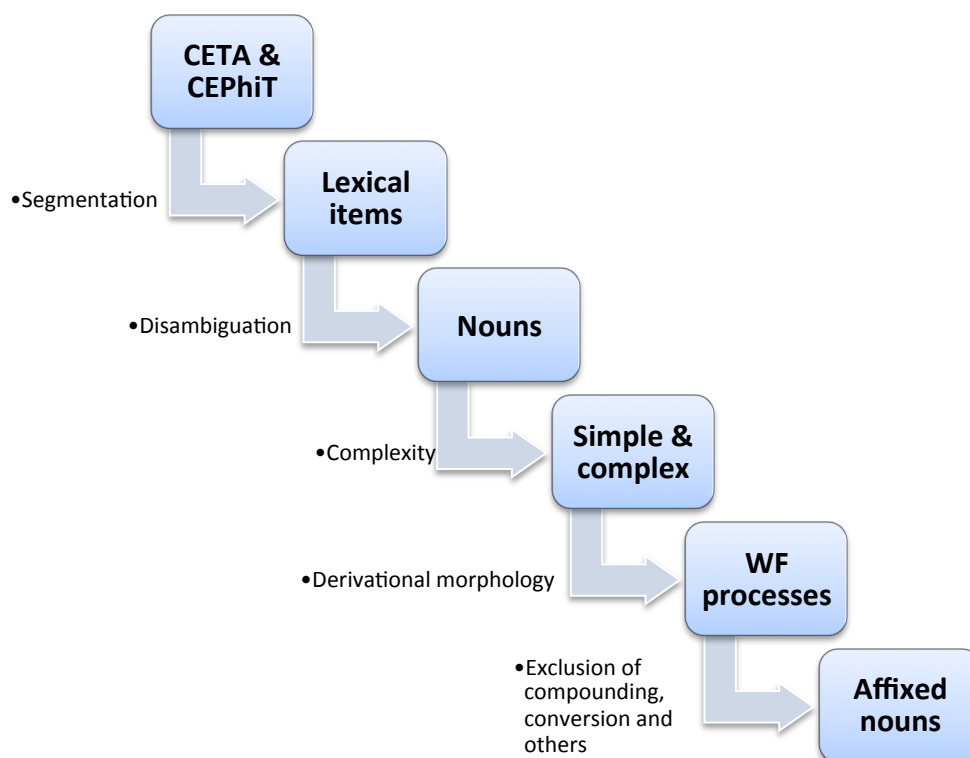 CETA &
CEPhiT
•Segmentation
Lexical
items
•Disambiguation
Nouns
•Complexity
Simple &
complex
•Derivational morphology
WF
processes
•Exclusion of
compounding,
conversion and
others
Affixed
nouns